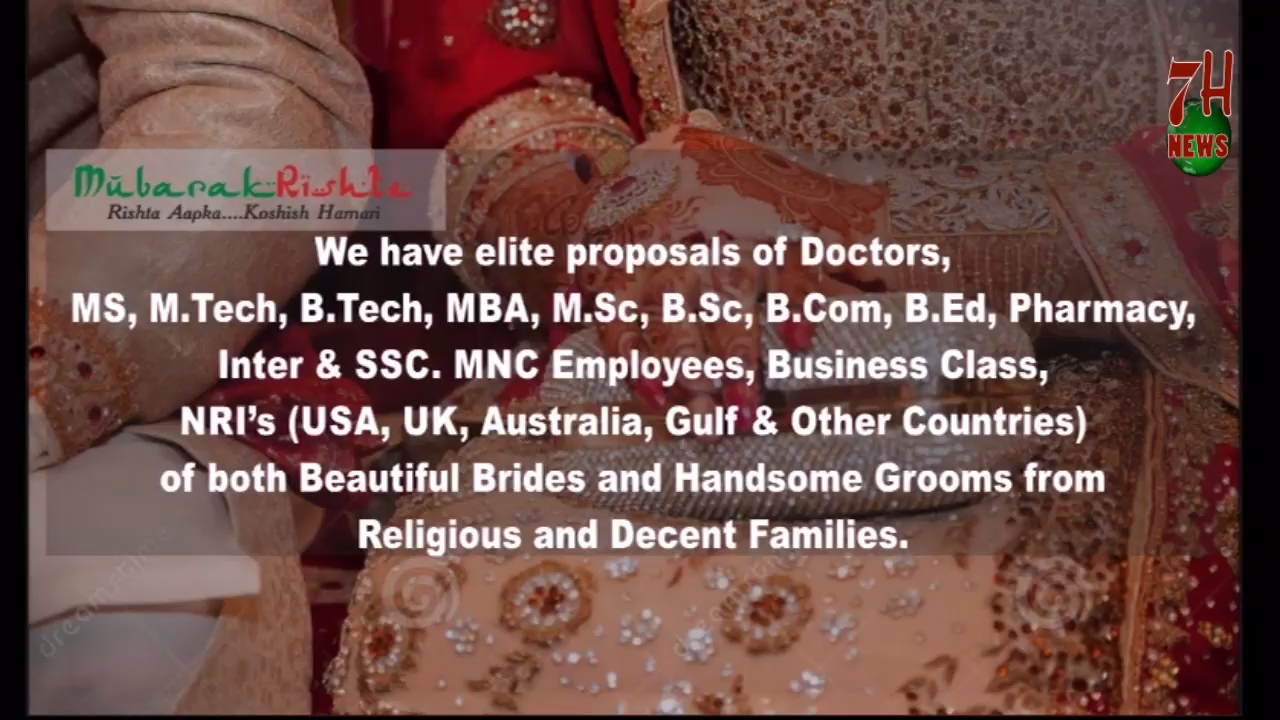 7H
NEWS
MubarakRishte
Rishta Aapka....Koshish Hamari
We have elite proposals of Doctors,
MS, M.Tech, B.Tech, MBA, M.Sc, B.Sc, B.Com, B.Ed, Pharmacy,
Inter & SSC. MNC Employees, Business Class,
NRI's (USA, UK, Australia, Gulf & Other Countries)
of both Beautiful Brides and Handsome Grooms from
Religious and Decent Families.
dreamstime